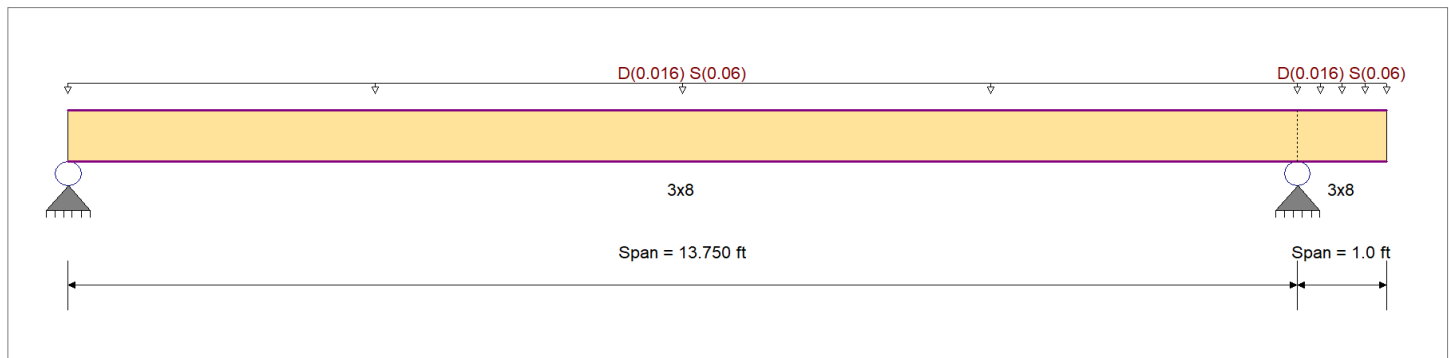 D(0.016) S(0.06) D(0.016) S(0.06)
3x8 3x8
Span = 13.750 ft Span = 1.0 ft